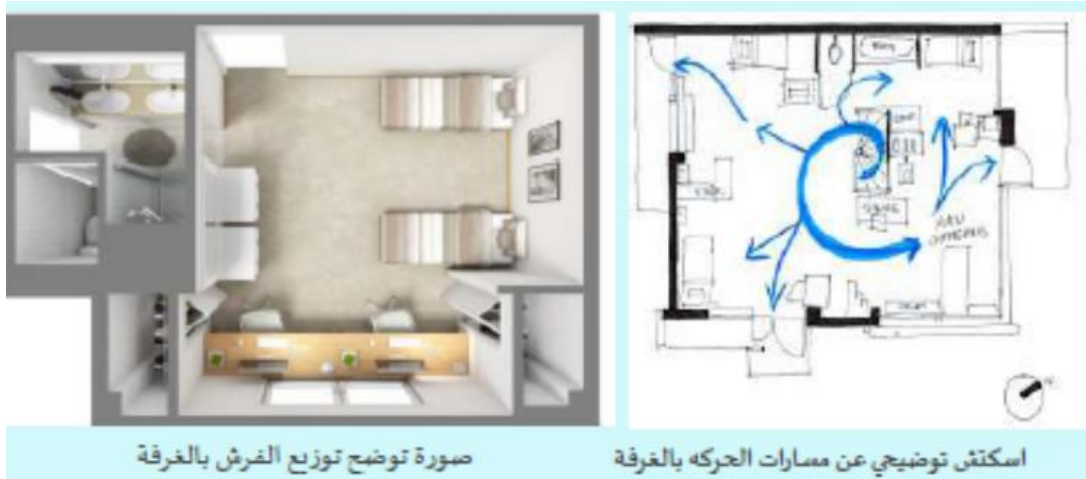 اسكتش توضيحي عن مسارات الحركه بالغرفة
صورة توضح توزيع الفرش بالغرفة